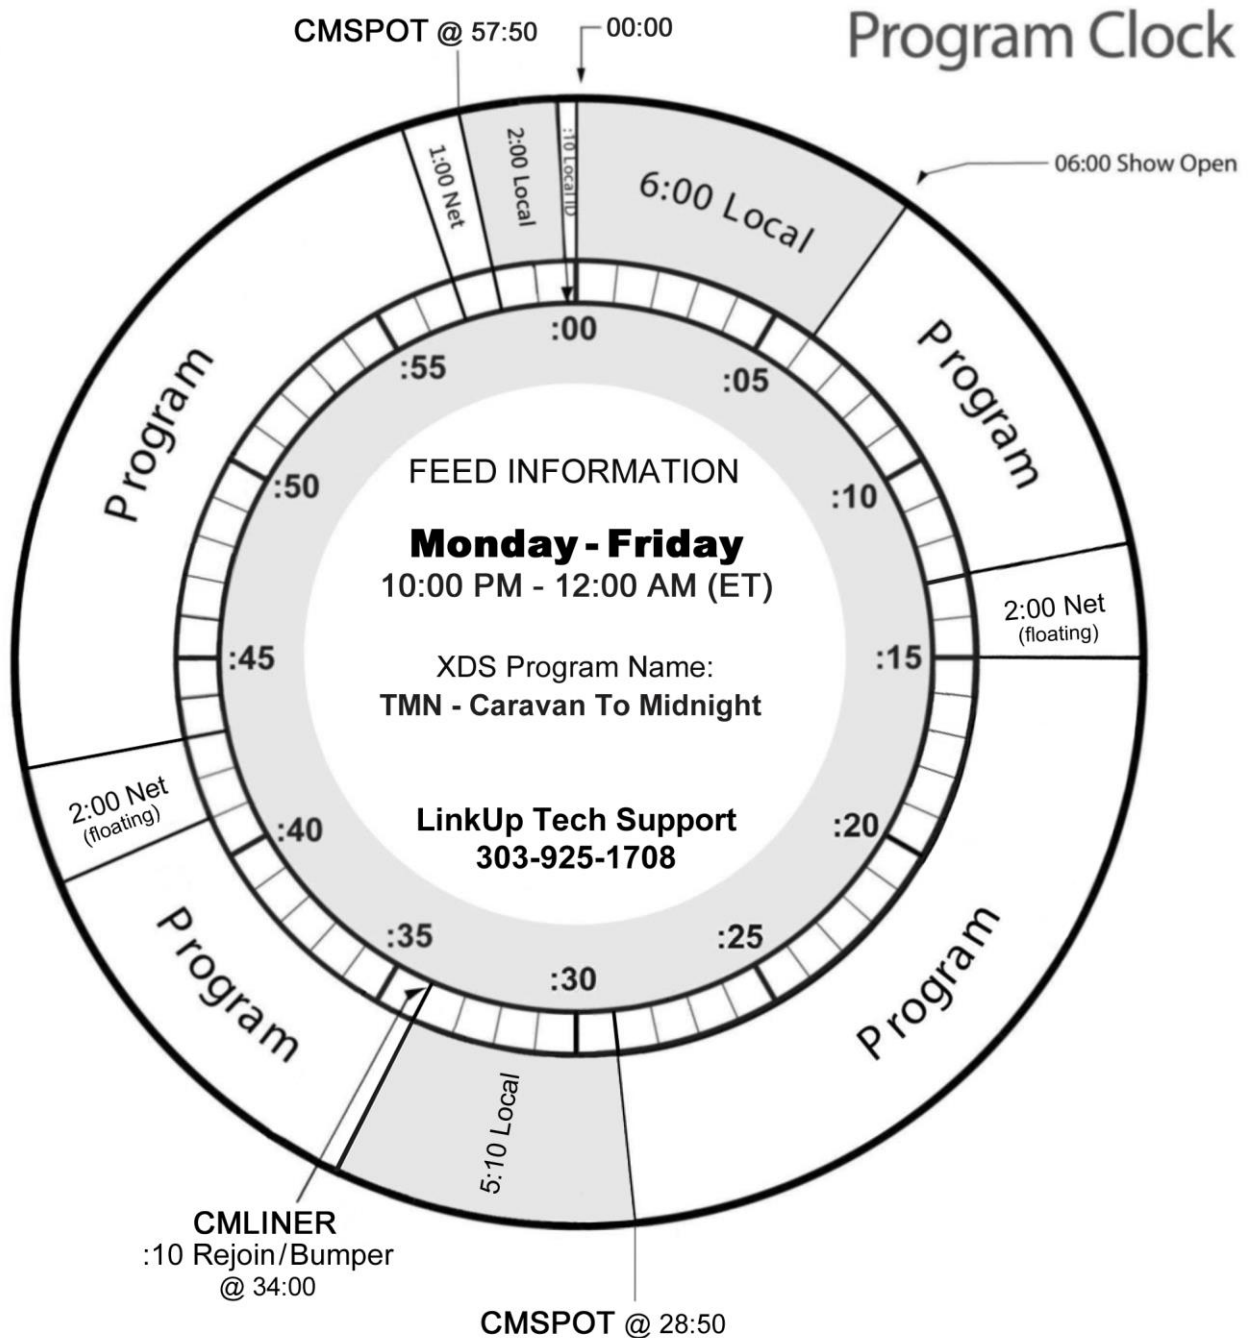 Program Clock
CMSPOT @ 57:50
00:00
06:00 Show Open
1:00 Net
2:00 Local
:10 Local ID
6:00 Local
Program
2:00 Net
(floating)
Program
5:10 Local
Program
2:00 Net
(floating)
Program
:00
:05
:10
:15
:20
:25
:30
:35
:40
:45
:50
:55
FEED INFORMATION
Monday - Friday
10:00 PM - 12:00 AM (ET)
XDS Program Name:
TMN - Caravan To Midnight
LinkUp Tech Support
303-925-1708
CMLINER
:10 Rejoin/Bumper
@ 34:00
CMSPOT @ 28:50